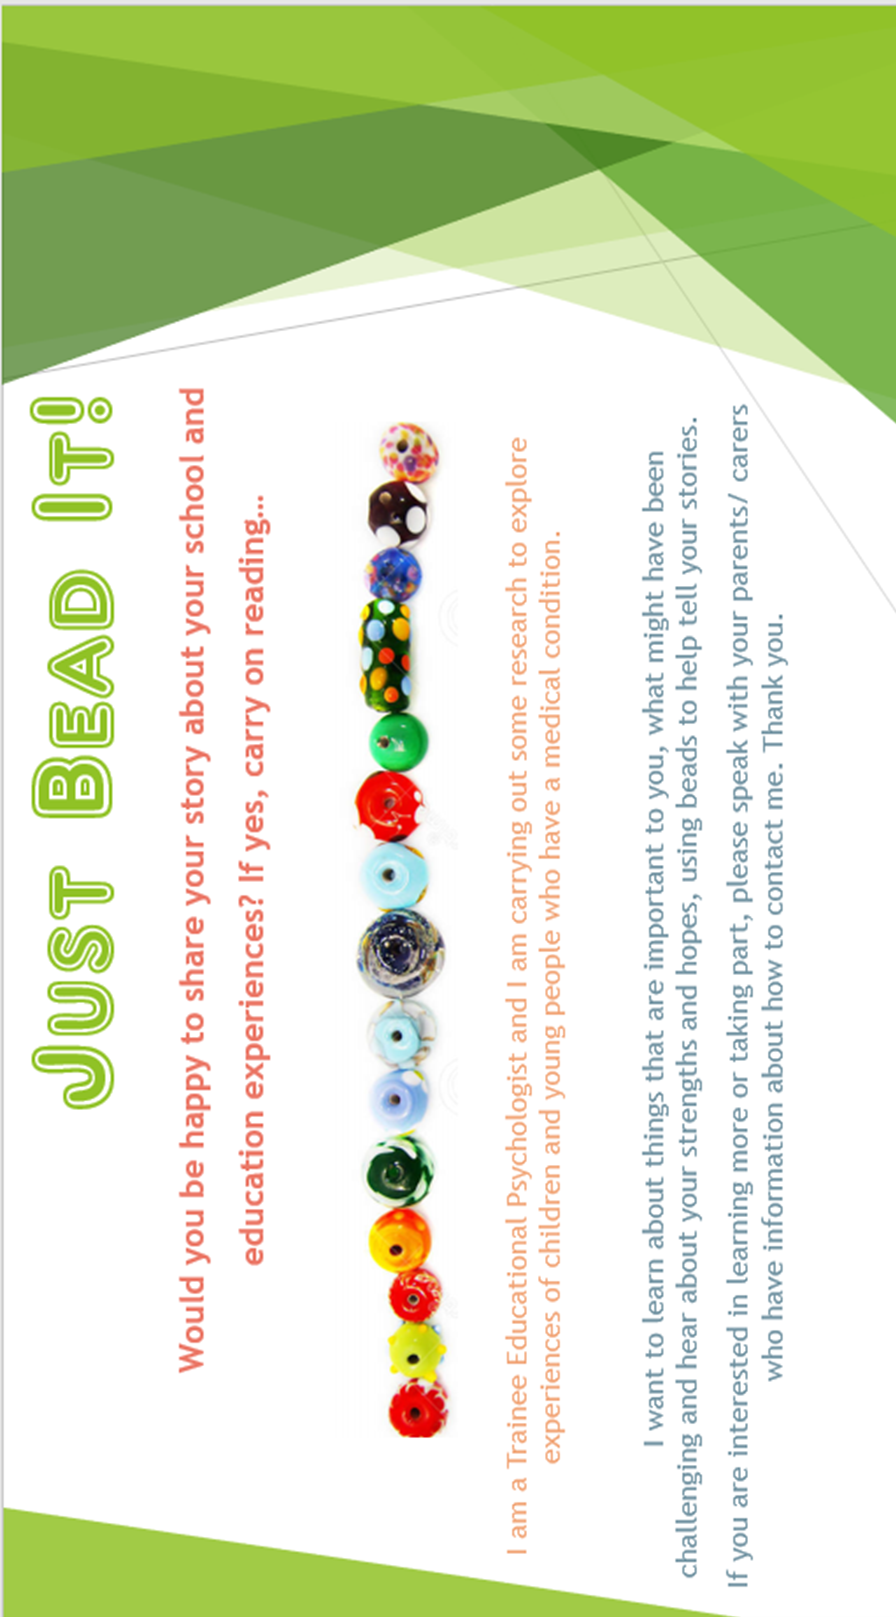 Just Bead It!
Would you be happy to share your story about your school and
education experiences? If yes, carry on reading...
I am a Trainee Educational Psychologist and I am carrying out some research to explore
experiences of children and young people who have a medical condition.
I want to learn about things that are important to you, what might have been
challenging and hear about your strengths and hopes, using beads to help tell your stories.
If you are interested in learning more or taking part, please speak with your parents/ carers
who have information about how to contact me. Thank you.